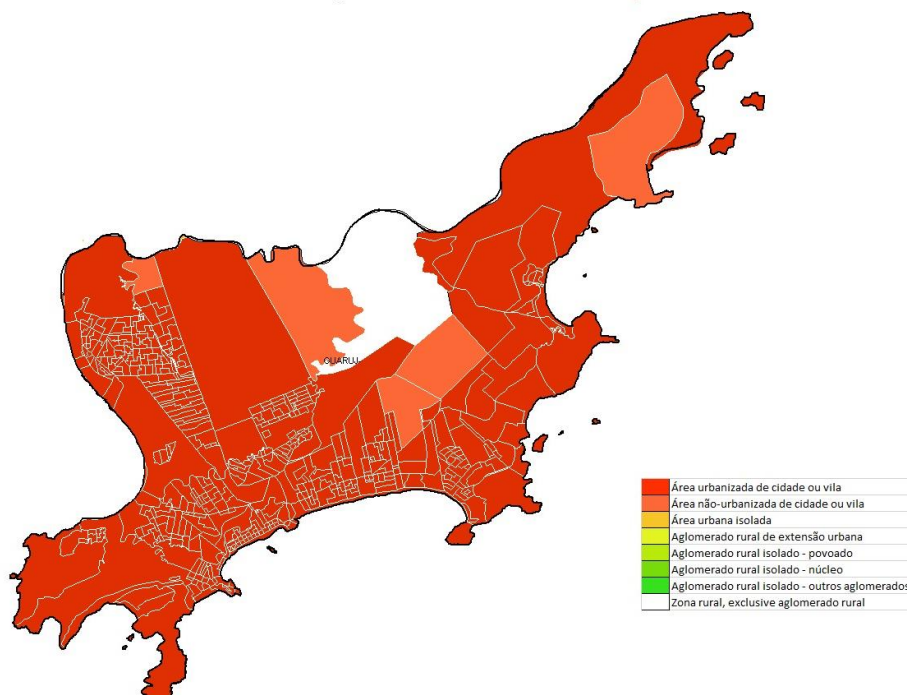 GUARUJ
Área urbanizada de cidade ou vila
Área não-urbanizada de cidade ou vila
Área urbana isolada
Aglomerado rural de extensão urbana
Aglomerado rural isolado - povoado
Aglomerado rural isolado - núcleo
Aglomerado rural isolado - outros aglomerados
Zona rural, exclusive aglomerado rural